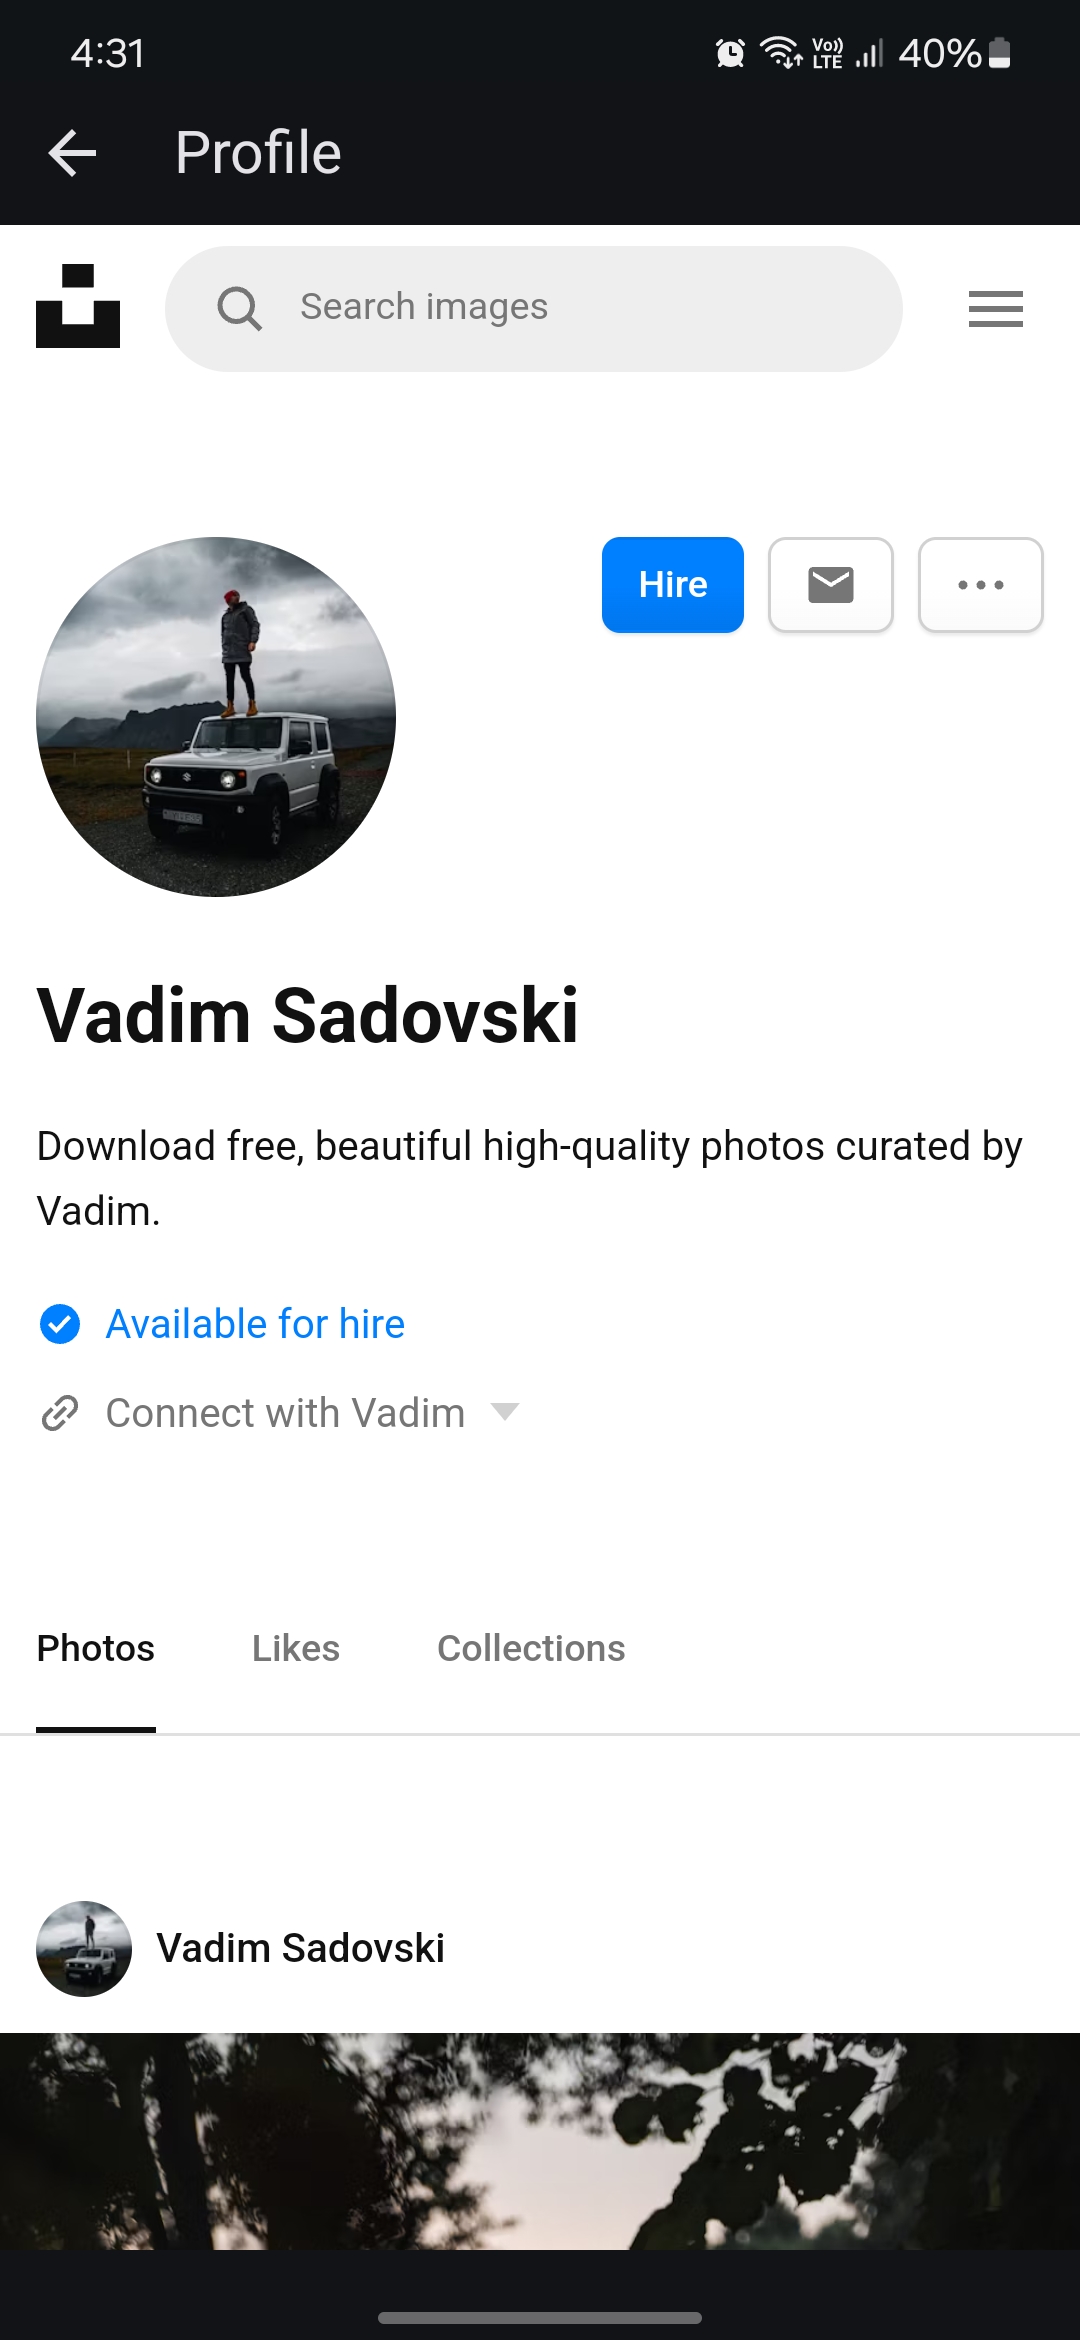 4:31
Vo)) LTE 40%
Profile
Search images
Hire
Vadim Sadovski
Download free, beautiful high-quality photos curated by
Vadim.
Available for hire
Connect with Vadim
Photos Likes Collections
Vadim Sadovski